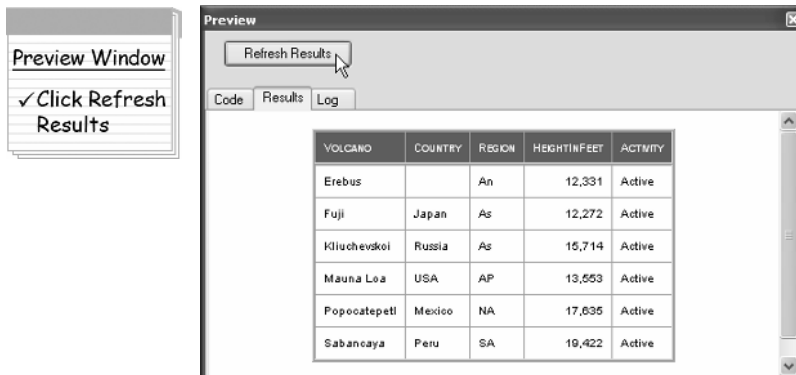 Preview Window
✓ Click Refresh
Results
Preview
Refresh Results
Code Results Log
VOLCANO COUNTRY REGION HEIGHTINFEET ACTIVITY
Erebus An 12,331 Active
Fuji Japan As 12,272 Active
Kliuchevskoi Russia As 15,714 Active
Mauna Loa USA AP 13,553 Active
Popocatepetl Mexico NA 17,635 Active
Sabancaya Peru SA 19,422 Active